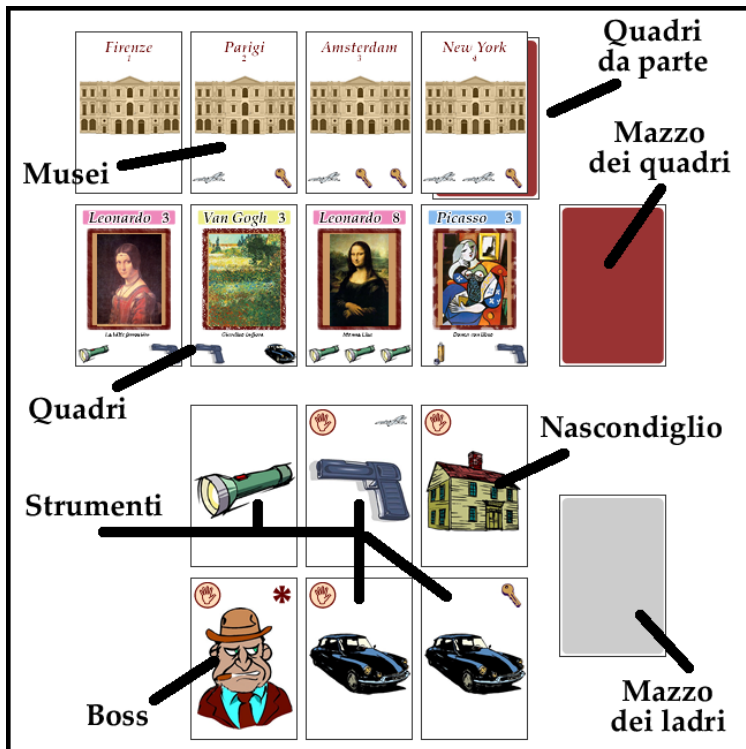 Firenze
1
Parigi
2
Amsterdam
3
New York
4
Quadri
da parte
Mazzo
dei quadri
Musei
Leonardo 3
Van Gogh 3
Leonardo 8
Picasso 3
Quadri
Nascondiglio
Strumenti
Boss
Mazzo
dei ladri